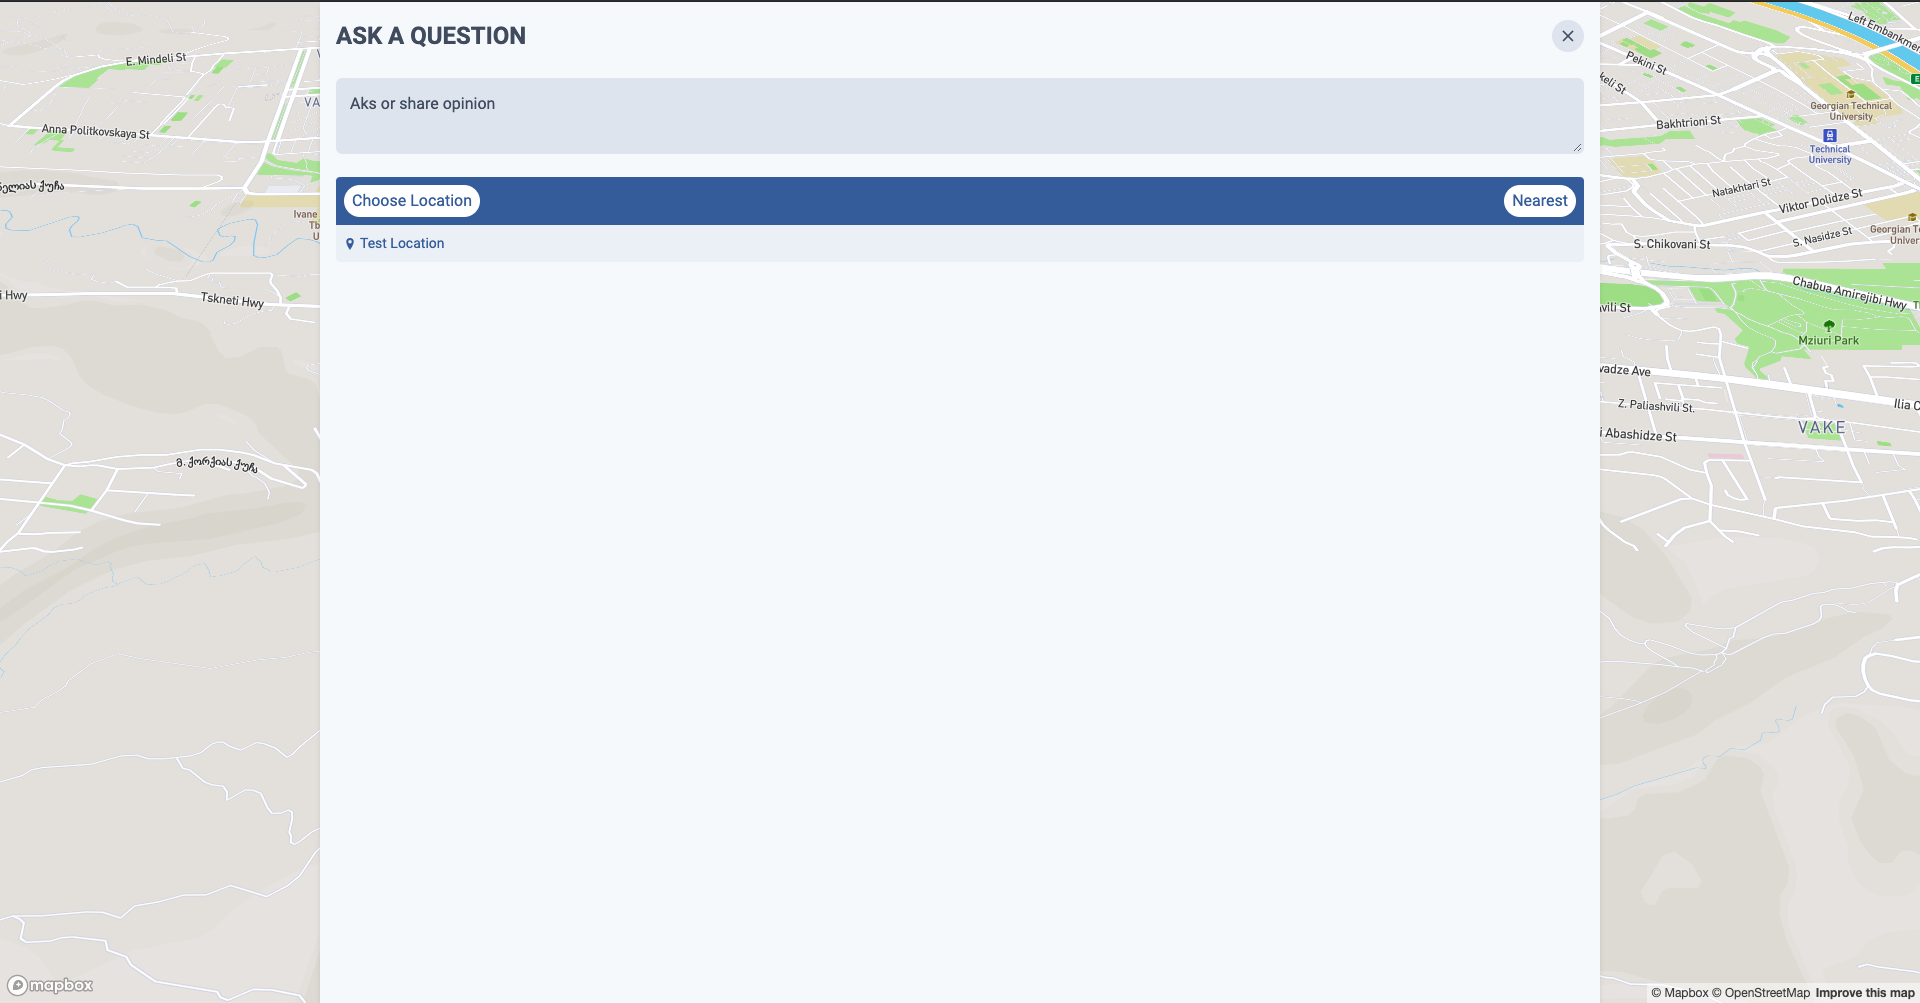 ASK A QUESTION
Aks or share opinion
Choose Location
Nearest
Test Location
E. Mindeli St
VA
Anna Politkovskaya St
ელიას ქუჩა
Ivane
Tb
U
i Hwy
Tskneti Hwy
მ. ქორქიას ქუჩა
mapbox
Left Embankme
Pekini St
keli St
E
Georgian Technical
University
Bakhtrioni St
Technical
University
Natakhtari St
Viktor Dolidze St
S. Nasidze St
Georgian Te
Univer
S. Chikovani St
Chabua Amirejibi Hwy
T
vili St
Mziuri Park
vadze Ave
Z. Paliashvili St.
Ilia C
VAKE
i Abashidze St
© Mapbox © OpenStreetMap Improve this map